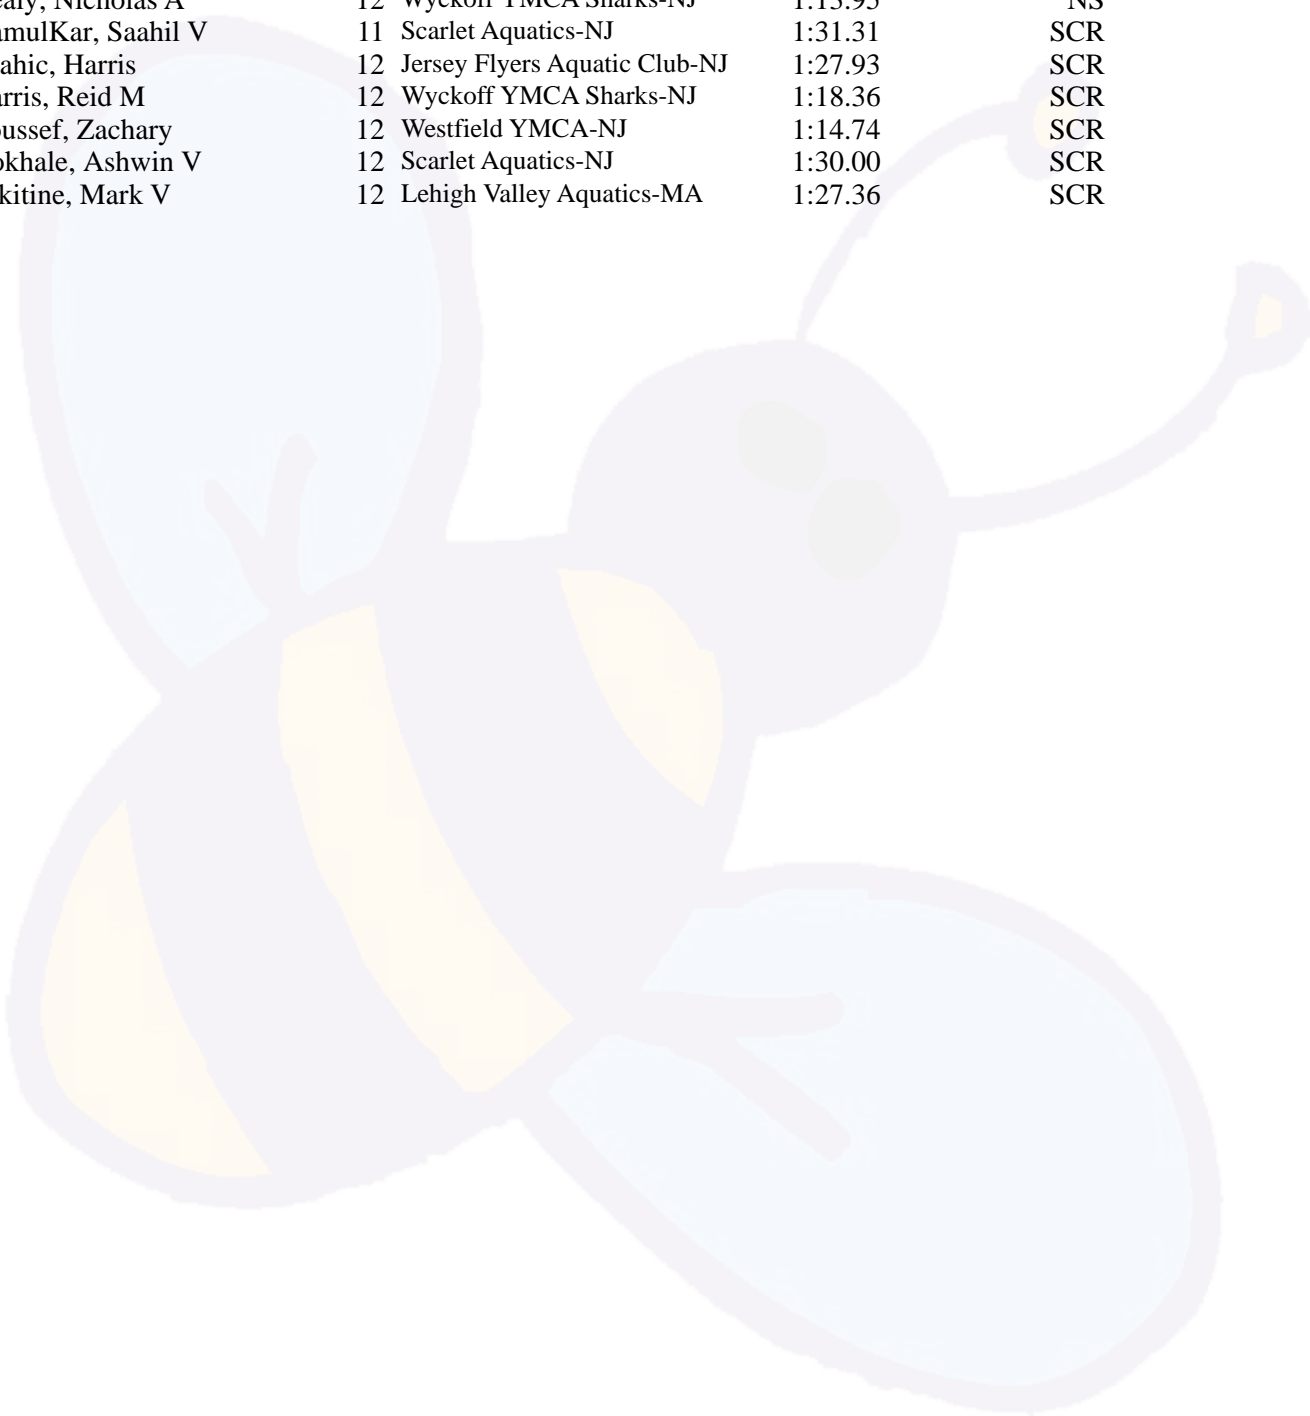 ealy, Nicholas A 12 Wyckoff YMCA Sharks-NJ NS
amulKar, Saahil V 11 Scarlet Aquatics-NJ 1:31.31 SCR
ahic, Harris 12 Jersey Flyers Aquatic Club-NJ 1:27.93 SCR
arris, Reid M 12 Wyckoff YMCA Sharks-NJ 1:18.36 SCR
oussef, Zachary 12 Westfield YMCA-NJ 1:14.74 SCR
okhale, Ashwin V 12 Scarlet Aquatics-NJ 1:30.00 SCR
kitine, Mark V 12 Lehigh Valley Aquatics-MA 1:27.36 SCR